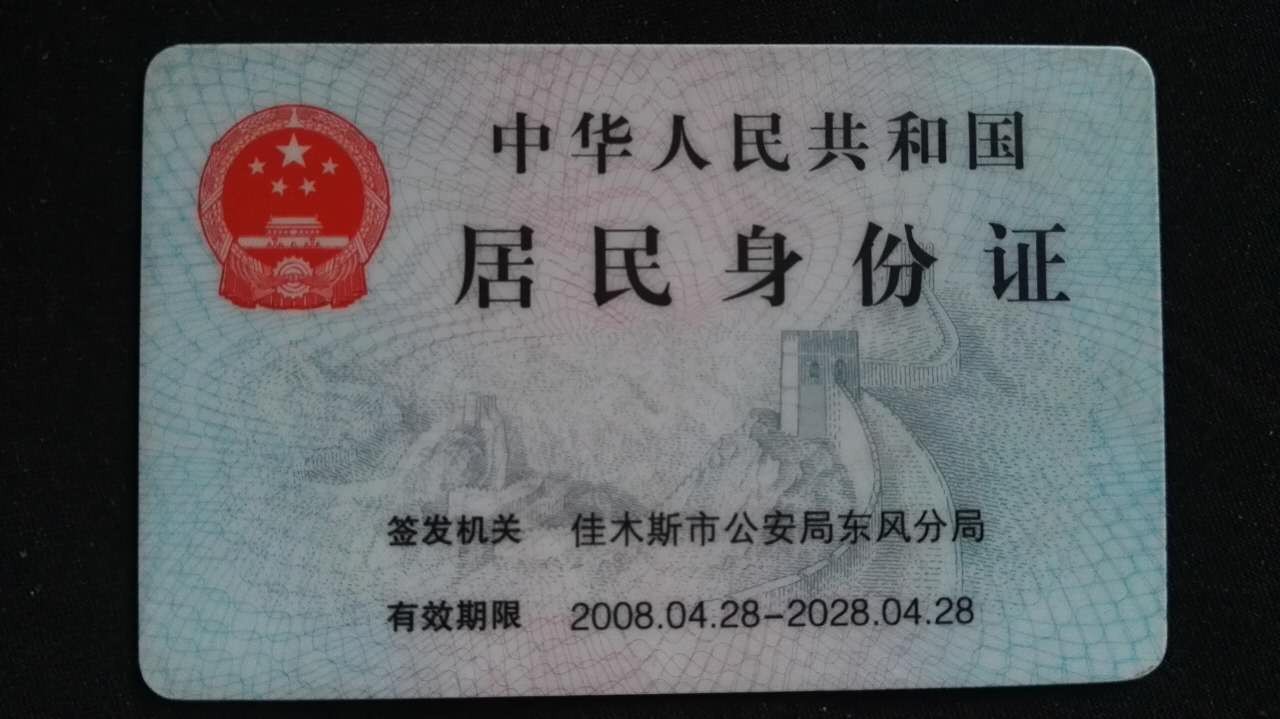 中华人民共和国
居民身份证
签发机关 佳木斯市公安局东风分局
有效期限 2008.04.28-2028.04.28